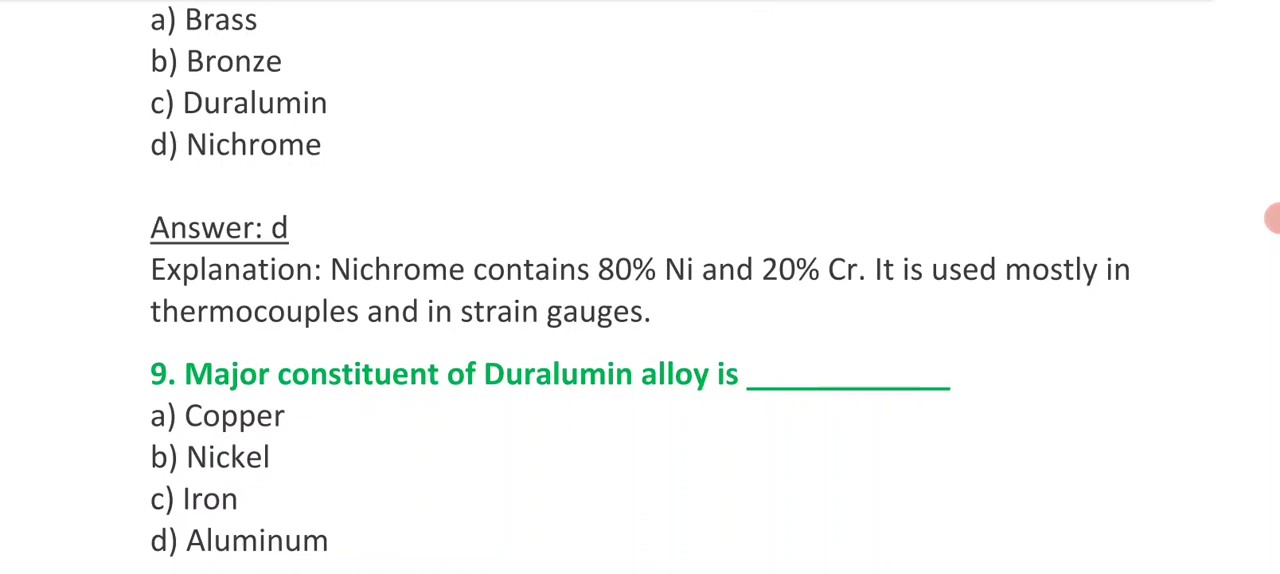 a) Brass
b) Bronze
c) Duralumin
d) Nichrome
Answer: d
Explanation: Nichrome contains 80% Ni and 20% Cr. It is used mostly in
thermocouples and in strain gauges.
9. Major constituent of Duralumin alloy is ____________
a) Copper
b) Nickel
c) Iron
d) Aluminum